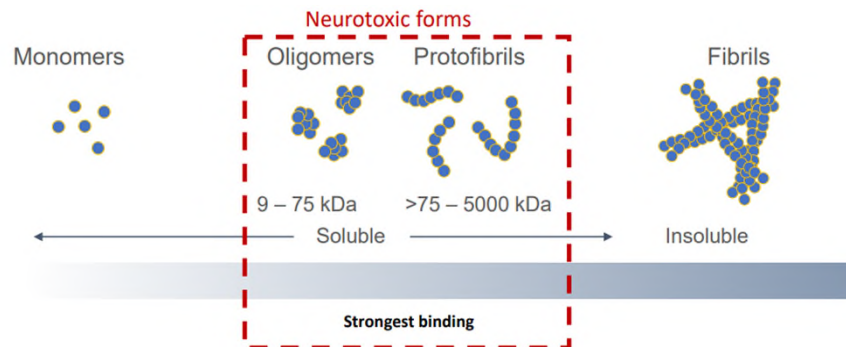 Neurotoxic forms
Monomers Oligomers Protofibrils Fibrils
9 – 75 kDa >75 – 5000 kDa
Soluble Insoluble
Strongest binding